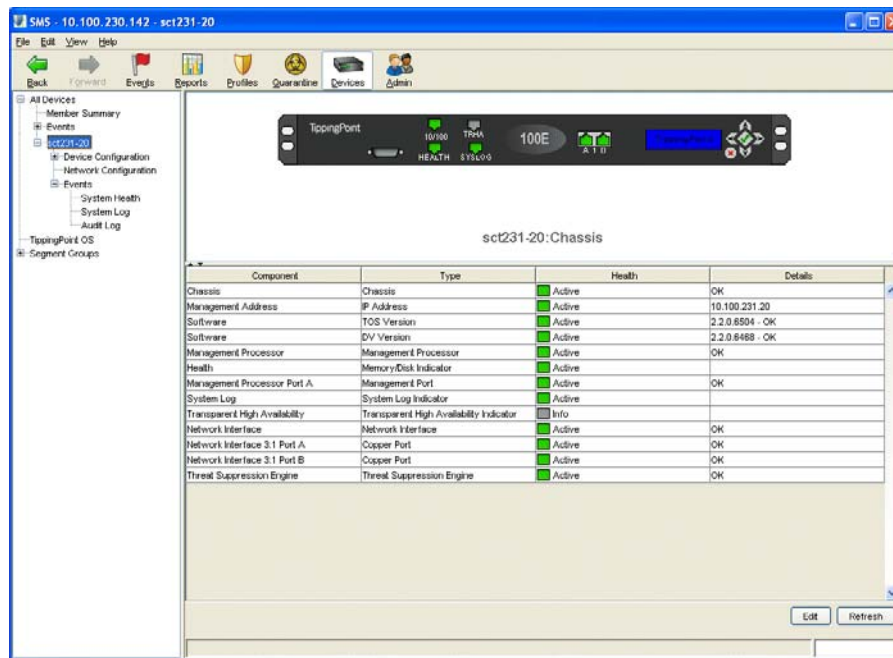 SMS - 10.100.230.142 - sct231-20
File Edit View Help
Back Forward Events Reports Profiles Quarantine Devices Admin
All Devices
Member Summary
Events
sct231-20
Device Configuration
Network Configuration
Events
System Health
System Log
Audit Log
TippingPoint OS
Segment Groups
TippingPoint
10/100 TRHA
HEALTH SYSLOG
100E
sct231-20:Chassis
Component Type Health Details
Chassis Chassis Active OK
Management Address IP Address Active 10.100.231.20
Software TOS Version Active 2.2.0.6504 - OK
Software DV Version Active 2.2.0.6468 - OK
Management Processor Management Processor Active OK
Health Memory/Disk Indicator Active
Management Processor Port A Management Port Active OK
System Log System Log Indicator Active
Transparent High Availability Transparent High Availability Indicator Info
Network Interface Network Interface Active OK
Network Interface 3:1 Port A Copper Port Active OK
Network Interface 3:1 Port B Copper Port Active OK
Threat Suppression Engine Threat Suppression Engine Active OK
Edit Refresh